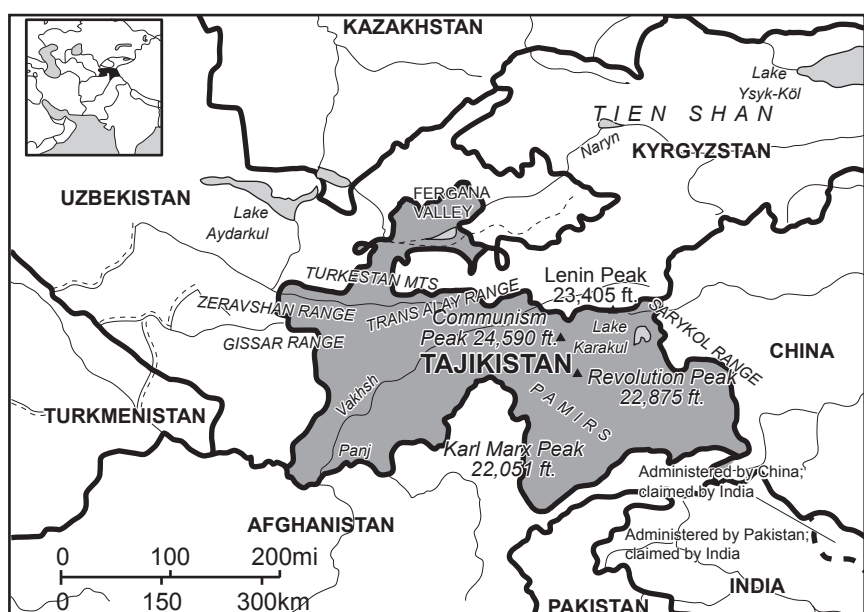 KAZAKHSTAN
Lake
Ysyk-Köl
TIEN SHAN
Naryn
KYRGYZSTAN
UZBEKISTAN
FERGANA
VALLEY
Lake
Aydarkul
TURKESTAN MTS
Lenin Peak
23,405 ft.
ZERAVSHAN RANGE
TRANS ALAY RANGE
SARYKOL RANGE
Communism
Peak 24,590 ft.
Lake
Karakul
GISSAR RANGE
CHINA
TAJIKISTAN
Revolution Peak
22,875 ft.
Vakhsh
PAMIRS
TURKMENISTAN
Panj
Karl Marx Peak
22,051 ft.
Administered by China;
claimed by India
AFGHANISTAN
Administered by Pakistan;
claimed by India
0 100 200mi
0 150 300km
INDIA
PAKISTAN